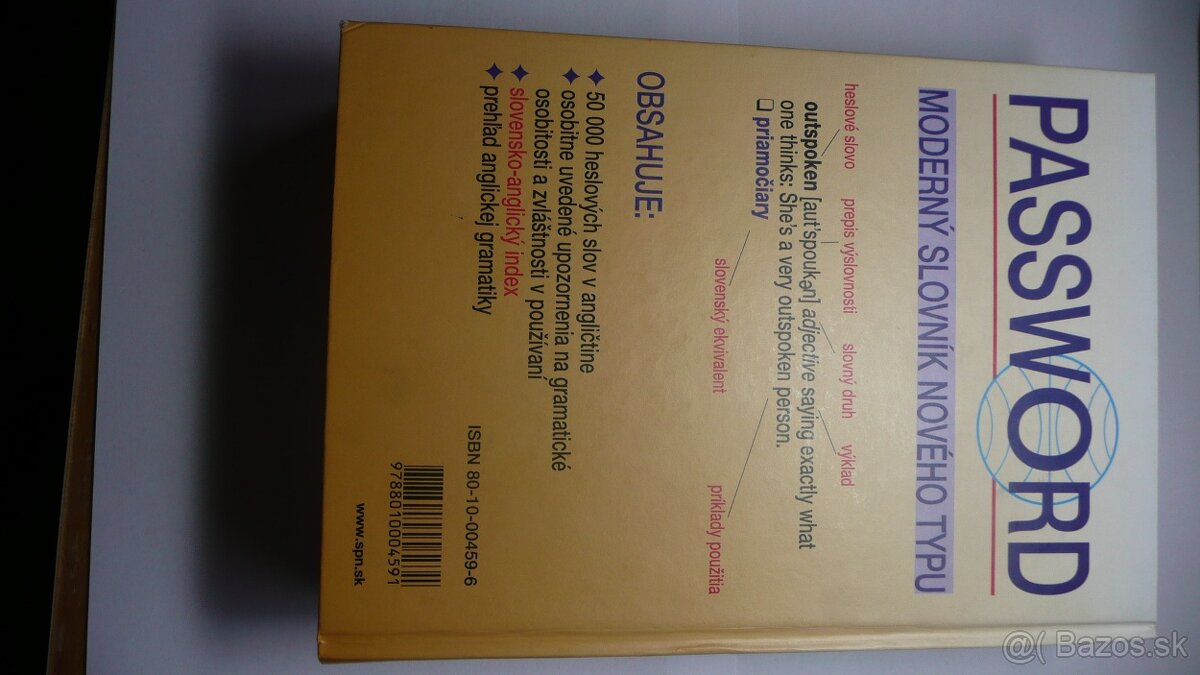 PASSWORD
MODERNÝ SLOVNÍK NOVÉHO TYPU
heslové slovo prepis výslovnosti slovný druh výklad
outspoken [aut'spoukən] adjective saying exactly what
one thinks: She's a very outspoken person.
❑ priamočiary
slovenský ekvivalent príklady použitia
OBSAHUJE:
✦ 50 000 heslových slov v angličtine
✦ osobitne uvedené upozornenia na gramatické
osobitosti a zvláštnosti v používaní
✦ slovensko-anglický index
✦ prehľad anglickej gramatiky
ISBN 80-10-00459-6
9788010004591
www.spn.sk
@( Bazos.sk